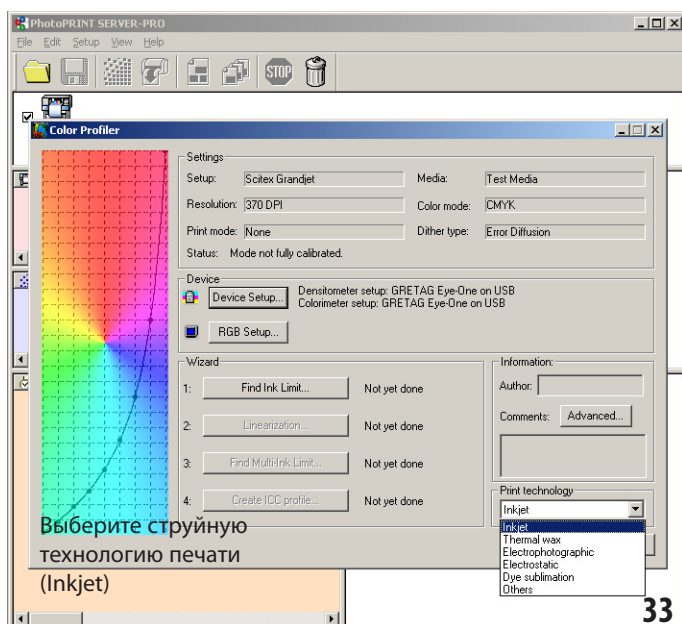 PhotoPRINT SERVER-PRO
File Edit Setup View Help
STOP
Color Profiler
Settings
Setup: Scitex Grandjet Media: Test Media
Resolution: 370 DPI Color mode: CMYK
Print mode: None Dither type: Error Diffusion
Status: Mode not fully calibrated.
Device
Device Setup... Densitometer setup: GRETAG Eye-One on USB
Colorimeter setup: GRETAG Eye-One on USB
RGB Setup...
Wizard
1: Find Ink Limit... Not yet done
2: Linearization... Not yet done
3: Find Multi-Ink Limit... Not yet done
4: Create ICC profile... Not yet done
Information:
Author:
Comments: Advanced...
Print technology
Inkjet
Inkjet
Thermal wax
Electrophotographic
Electrostatic
Dye sublimation
Others
Выберите струйную
технологию печати
(Inkjet)
33